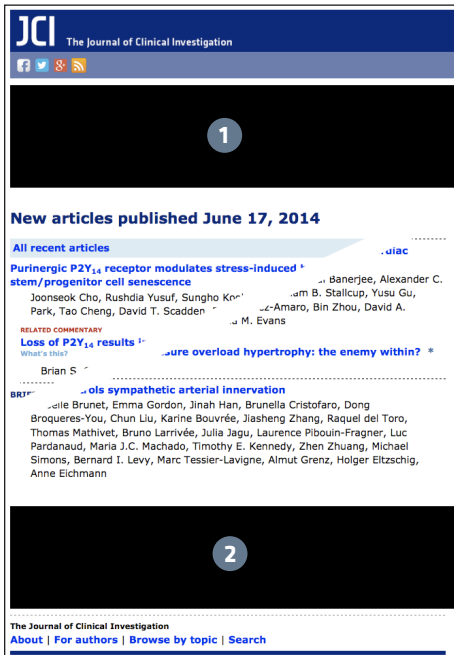 JCI The Journal of Clinical Investigation
1
New articles published June 17, 2014
All recent articles
Purinergic P2Y14 receptor modulates stress-induced
stem/progenitor cell senescence
Banerjee, Alexander C.
Joonseok Cho, Rushdia Yusuf, Sungho
B. Stallcup, Yusu Gu,
Park, Tao Cheng, David T. Scadden
Bin Zhou, David A.
M. Evans
RELATED COMMENTARY
Loss of P2Y14 results
What's this?
overload hypertrophy: the enemy within? *
Brian
sympathetic arterial innervation
Brunet, Emma Gordon, Jinah Han, Brunella Cristofaro, Dong
Broqueres-You, Chun Liu, Karine Bouvrée, Jiasheng Zhang, Raquel del Toro,
Thomas Mathivet, Bruno Larrivée, Julia Jagu, Laurence Pibouin-Fragner, Luc
Pardanaud, Maria J.C. Machado, Timothy E. Kennedy, Zhen Zhuang, Michael
Simons, Bernard I. Levy, Marc Tessier-Lavigne, Almut Grenz, Holger Eltzschig,
Anne Eichmann
2
The Journal of Clinical Investigation
About | For authors | Browse by topic | Search